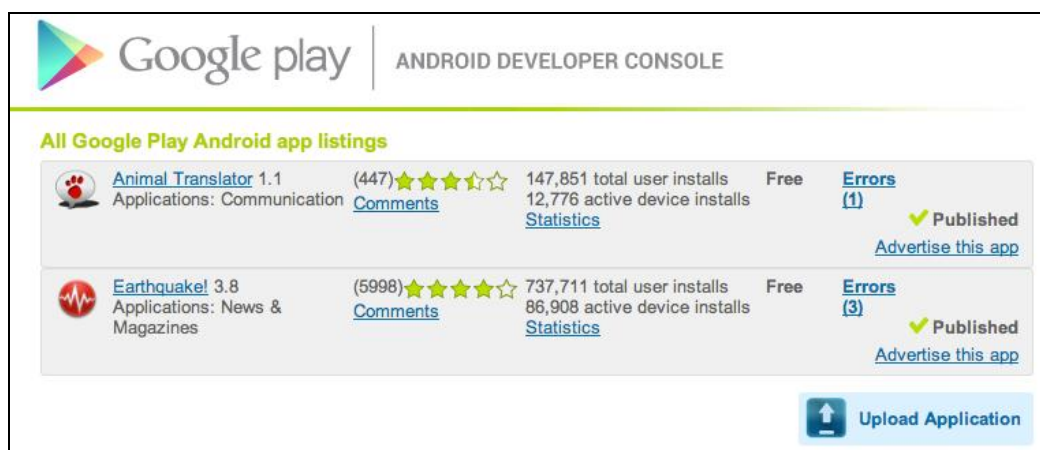 Google play ANDROID DEVELOPER CONSOLE
All Google Play Android app listings
Animal Translator 1.1
Applications: Communication
(447)
Comments
147,851 total user installs
12,776 active device installs
Statistics
Free
Errors
(1)
Published
Advertise this app
Earthquake! 3.8
Applications: News &
Magazines
(5998)
Comments
737,711 total user installs
86,908 active device installs
Statistics
Free
Errors
(3)
Published
Advertise this app
Upload Application